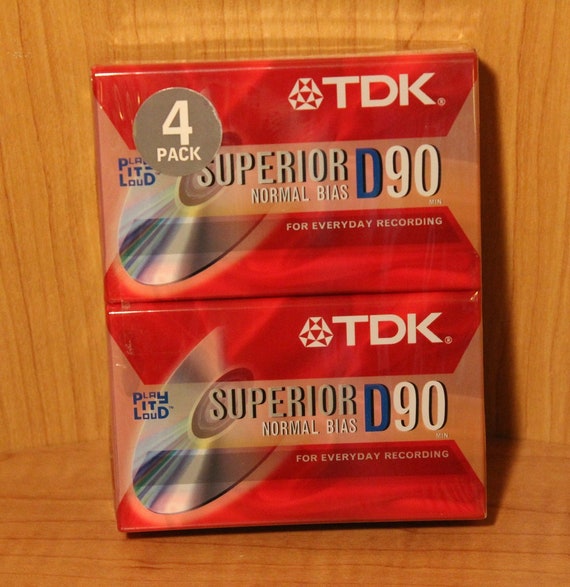 4
PACK
TDK®
PLAY
IT
LOUD
SUPERIOR D90
NORMAL BIAS
MIN
FOR EVERYDAY RECORDING
TDK®
PLAY
IT
LOUD™
SUPERIOR D90
NORMAL BIAS
MIN
FOR EVERYDAY RECORDING